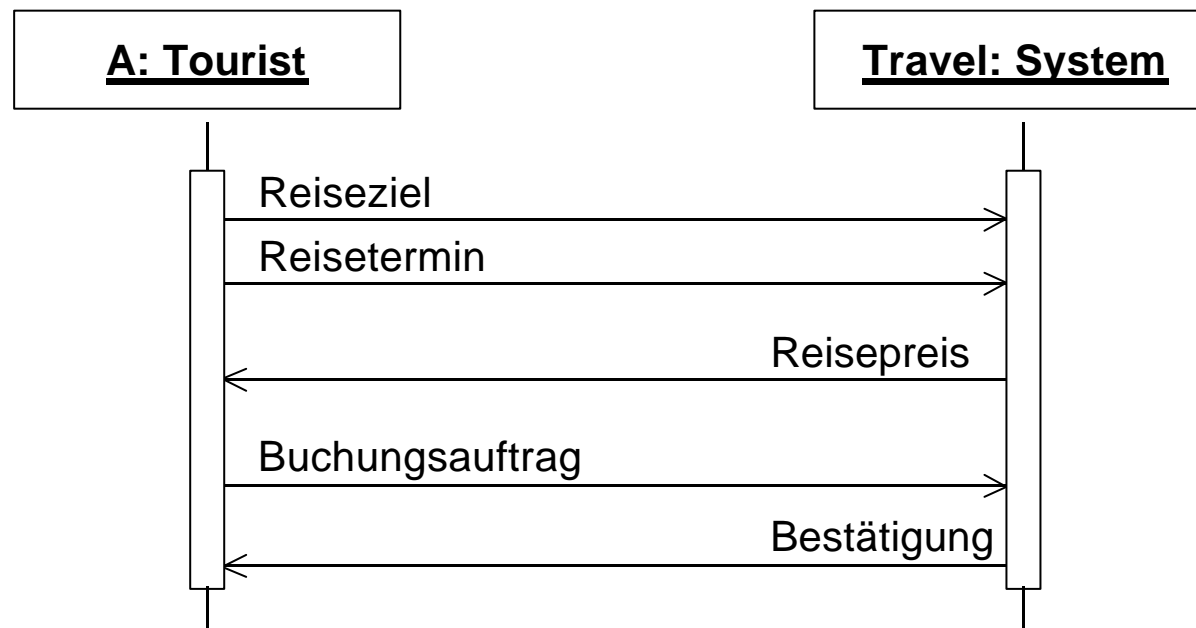 A: Tourist
Travel: System
Reiseziel
Reisetermin
Reisepreis
Buchungsauftrag
Bestätigung